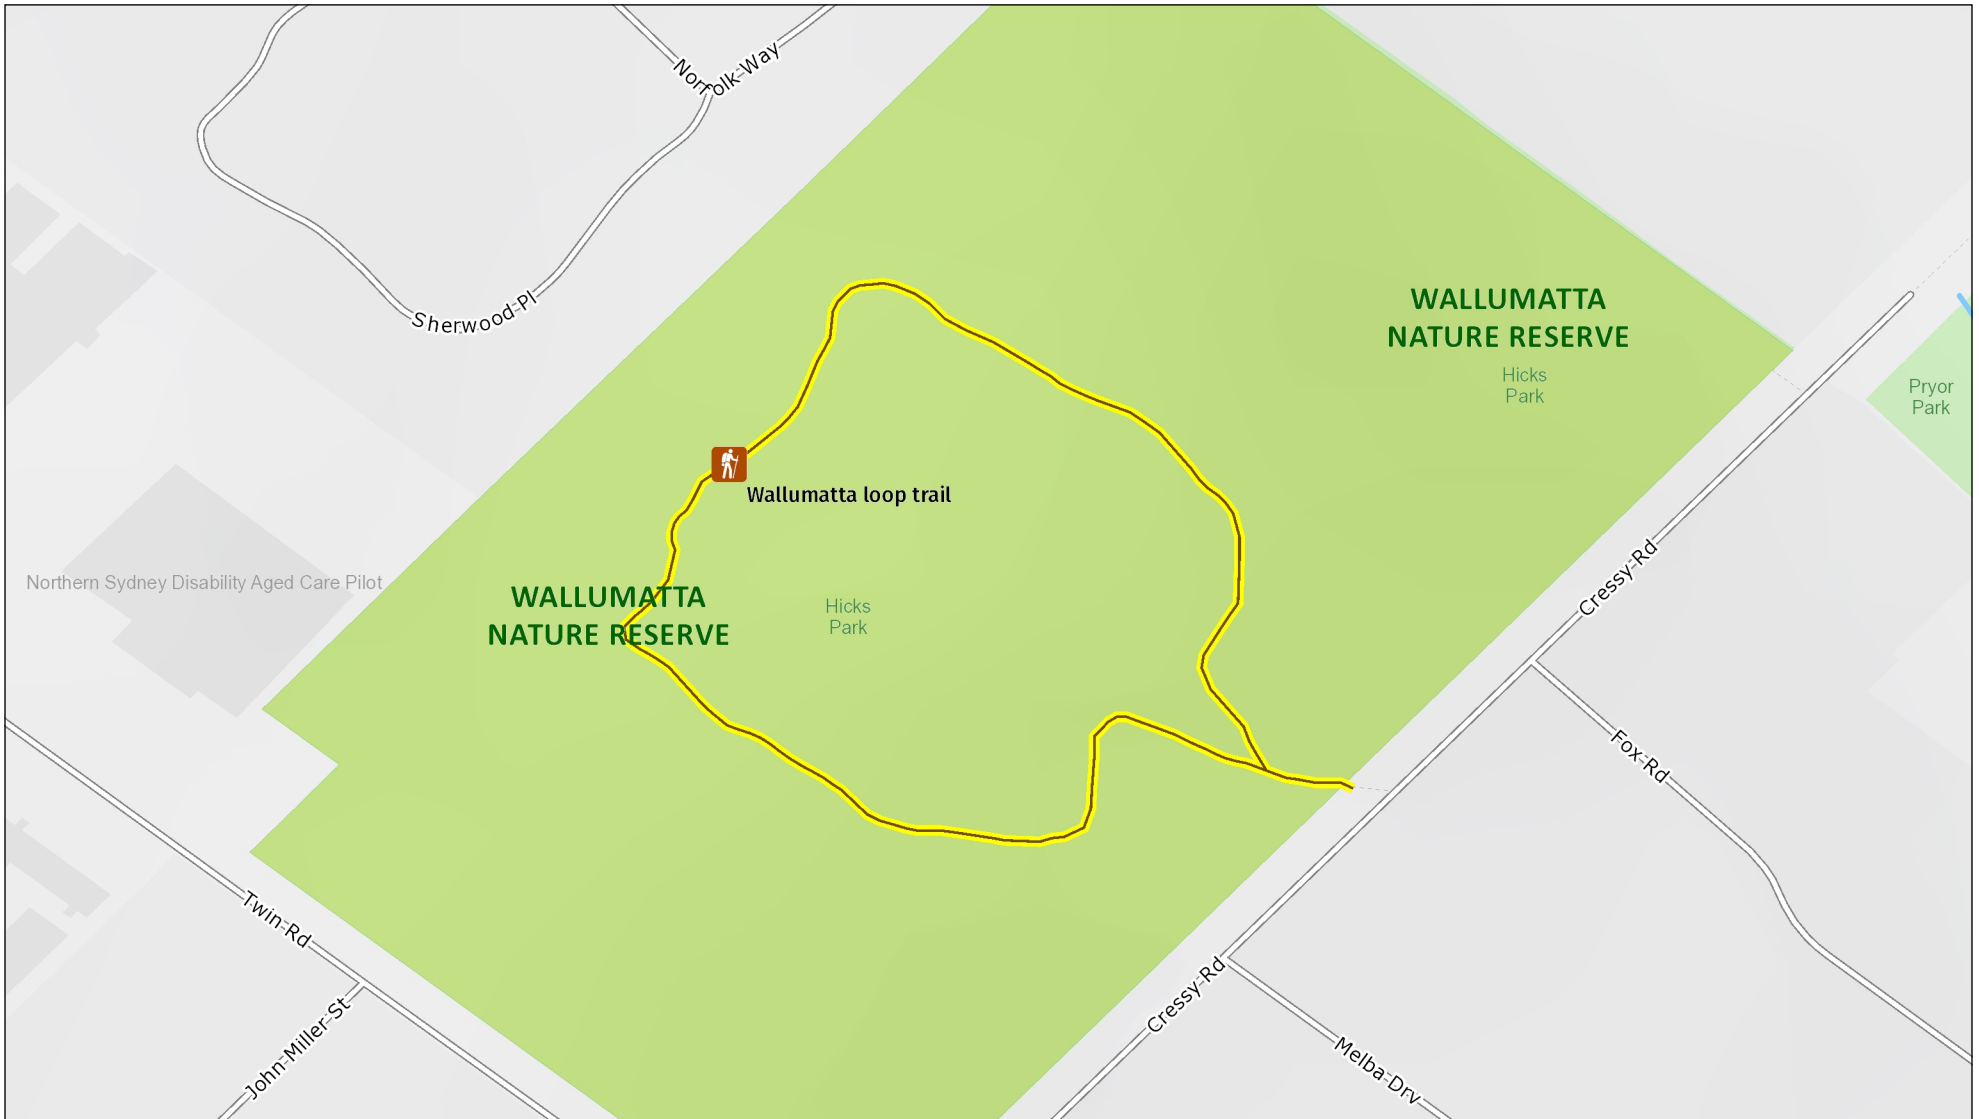 Norfolk-Way
Sherwood-Pl
WALLUMATTA
NATURE RESERVE
Hicks
Park
Pryor
Park
Wallumatta loop trail
Northern Sydney Disability Aged Care Pilot
WALLUMATTA
NATURE RESERVE
Hicks
Park
Cressy-Rd
Fox-Rd
Twin-Rd
Cressy-Rd
John-Miller-St
Melba-Drv